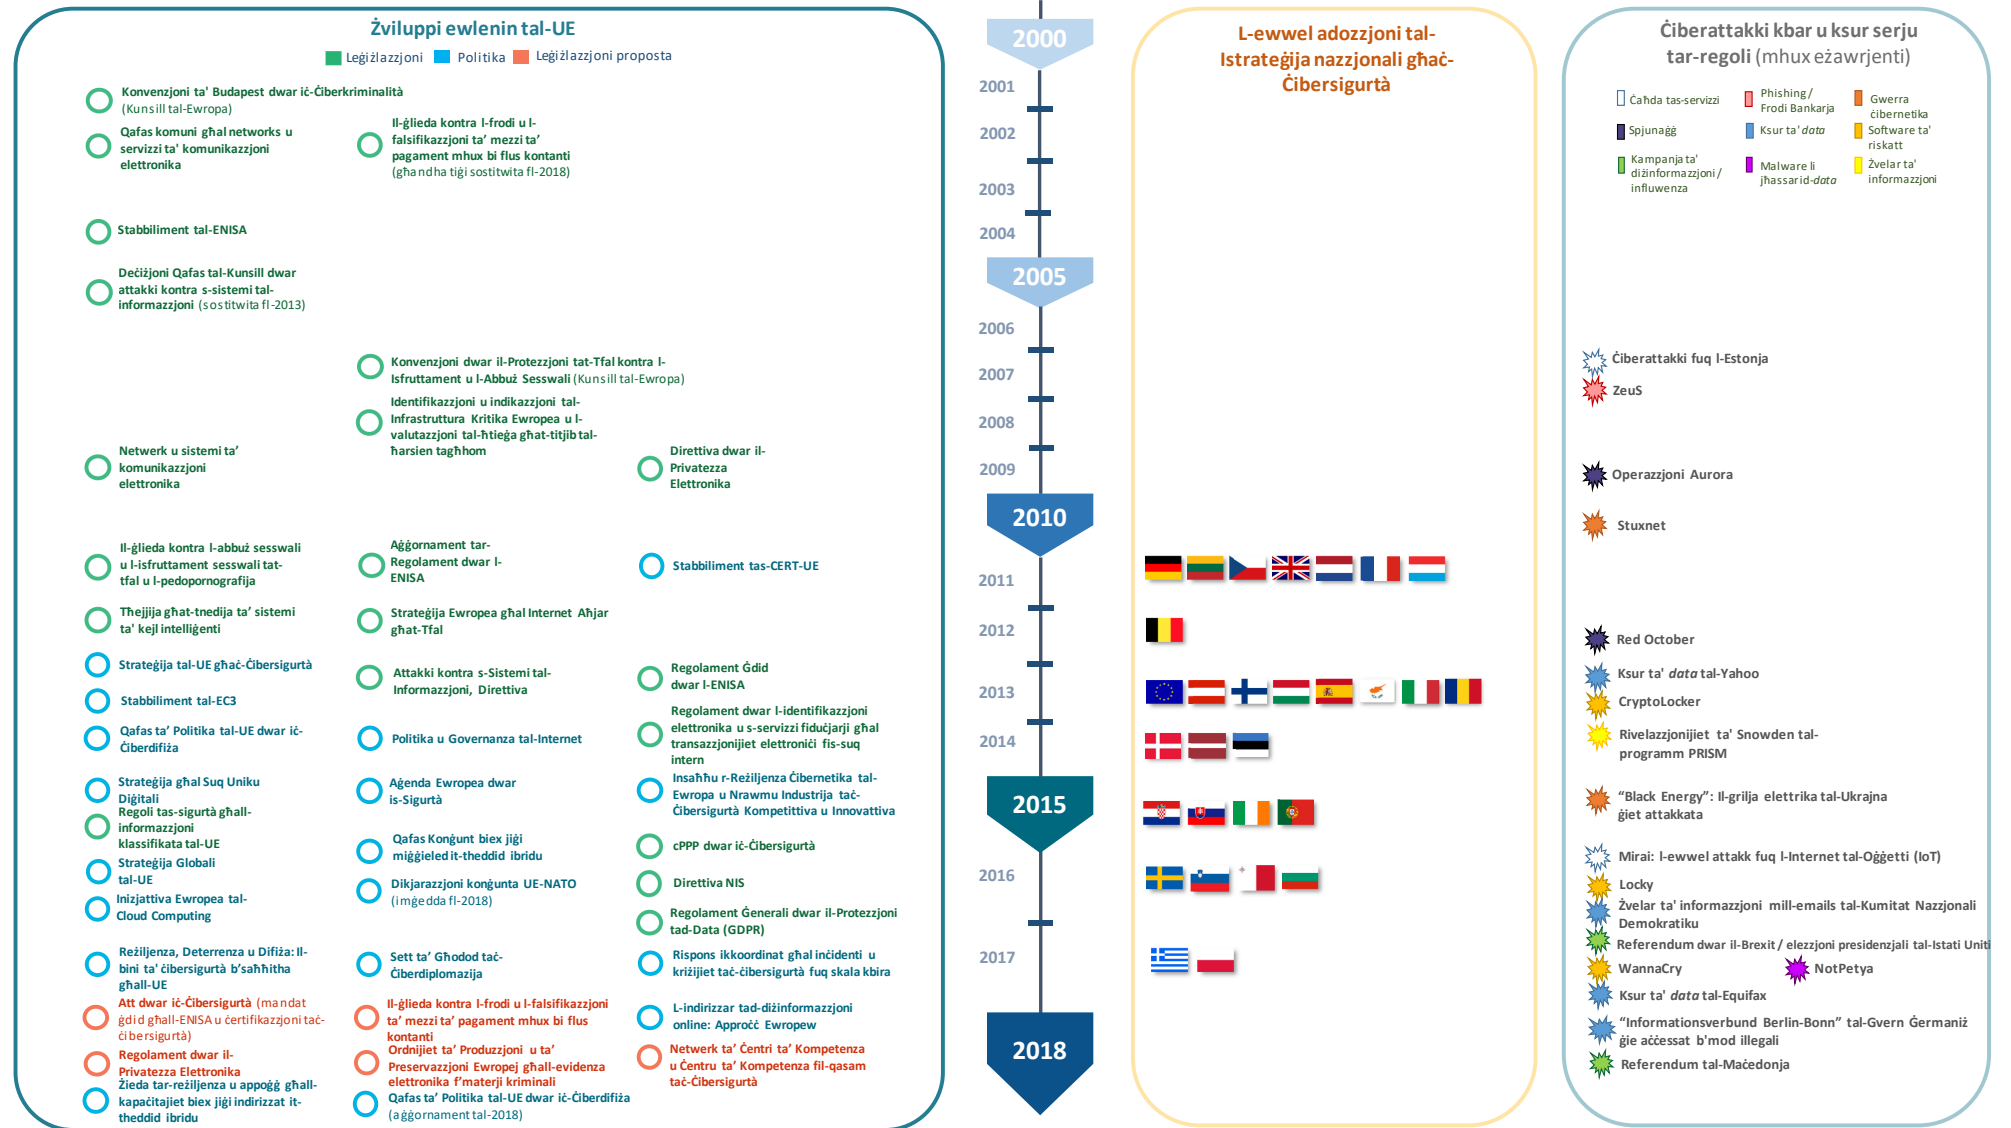 Żviluppi ewlenin tal-UE
Leġiżlazzjoni
Politika
Leġiżlazzjoni proposta
Konvenzjoni ta' Budapest dwar iċ-Ċiberkriminalità
(Kunsill tal-Ewropa)
Qafas komuni għal networks u
servizzi ta' komunikazzjoni
elettronika
Il-ġlieda kontra l-frodi u l-
falsifikazzjoni ta’ mezzi ta’
pagament mhux bi flus kontanti
(għandha tiġi sostitwita fl-2018)
Stabbiliment tal-ENISA
Deċiżjoni Qafas tal-Kunsill dwar
attakki kontra s-sistemi tal-
informazzjoni (sostitwita fl-2013)
Konvenzjoni dwar il-Protezzjoni tat-Tfal kontra l-
Isfruttament u l-Abbuż Sesswali (Kunsill tal-Ewropa)
Identifikazzjoni u indikazzjoni tal-
Infrastruttura Kritika Ewropea u l-
valutazzjoni tal-ħtieġa għat-titjib tal-
ħarsien tagħhom
Netwerk u sistemi ta’
komunikazzjoni
elettronika
Direttiva dwar il-
Privatezza
Elettronika
Il-ġlieda kontra l-abbuż sesswali
u l-isfruttament sesswali tat-
tfal u l-pedopornografija
Aġġornament tar-
Regolament dwar l-
ENISA
Stabbiliment tas-CERT-UE
Tħejjija għat-tnedija ta’ sistemi
ta' kejl intelliġenti
Strateġija Ewropea għal Internet Aħjar
għat-Tfal
Strateġija tal-UE għaċ-Ċibersigurtà
Attakki kontra s-Sistemi tal-
Informazzjoni, Direttiva
Regolament Ġdid
dwar l-ENISA
Stabbiliment tal-EC3
Qafas ta’ Politika tal-UE dwar iċ-
Ċiberdifiża
Politika u Governanza tal-Internet
Regolament dwar l-identifikazzjoni
elettronika u s-servizzi fiduċjarji għal
transazzjonijiet elettroniċi fis-suq
intern
Strateġija għal Suq Uniku
Diġitali
Aġenda Ewropea dwar
is-Sigurtà
Insaħħu r-Reżiljenza Ċibernetika tal-
Ewropa u Nrawmu Industrija taċ-
Ċibersigurtà Kompetittiva u Innovattiva
Regoli tas-sigurtà għall-
informazzjoni
klassifikata tal-UE
Qafas Konġunt biex jiġi
miġġieled it-theddid ibridu
cPPP dwar iċ-Ċibersigurtà
Strateġija Globali
tal-UE
Dikjarazzjoni konġunta UE-NATO
(imġedda fl-2018)
Direttiva NIS
Inizjattiva Ewropea tal-
Cloud Computing
Regolament Ġenerali dwar il-Protezzjoni
tad-Data (GDPR)
Reżiljenza, Deterrenza u Difiża: Il-
bini ta' ċibersigurtà b’saħħitha
għall-UE
Sett ta’ Għodod taċ-
Ċiberdiplomazija
Rispons ikkoordinat għal inċidenti u
kriżijiet taċ-ċibersigurtà fuq skala kbira
Att dwar iċ-Ċibersigurtà (mandat
ġdid għall-ENISA u ċertifikazzjoni taċ-
ċibersigurtà)
Il-ġlieda kontra l-frodi u l-falsifikazzjoni
ta’ mezzi ta’ pagament mhux bi flus
kontanti
L-indirizzar tad-diżinformazzjoni
online: Approċċ Ewropew
Regolament dwar il-
Privatezza Elettronika
Ordnijiet ta’ Produzzjoni u ta’
Preservazzjoni Ewropej għall-evidenza
elettronika f’materji kriminali
Netwerk ta’ Ċentri ta’ Kompetenza
u Ċentru ta’ Kompetenza fil-qasam
taċ-Ċibersigurtà
Żieda tar-reżiljenza u appoġġ għall-
kapaċitajiet biex jiġi indirizzat it-
theddid ibridu
Qafas ta’ Politika tal-UE dwar iċ-Ċiberdifiża
(aġġornament tal-2018)
2000
2001
2002
2003
2004
2005
2006
2007
2008
2009
2010
2011
2012
2013
2014
2015
2016
2017
2018
L-ewwel adozzjoni tal-
Istrateġija nazzjonali għaċ-
Ċibersigurtà
Ċiberattakki kbar u ksur serju
tar-regoli (mhux eżawrjenti)
Ċaħda tas-servizzi
Phishing /
Frodi Bankarja
Gwerra
ċibernetika
Spjunaġġ
Ksur ta' data
Software ta'
riskatt
Kampanja ta'
diżinformazzjoni /
influwenza
Malware li
jħassar id-data
Żvelar ta'
informazzjoni
Ċiberattakki fuq l-Estonja
ZeuS
Operazzjoni Aurora
Stuxnet
Red October
Ksur ta' data tal-Yahoo
CryptoLocker
Rivelazzjonijiet ta' Snowden tal-
programm PRISM
“Black Energy”: Il-grilja elettrika tal-Ukrajna
ġiet attakkata
Mirai: l-ewwel attakk fuq l-Internet tal-Oġġetti (IoT)
Locky
Żvelar ta' informazzjoni mill-emails tal-Kumitat Nazzjonali
Demokratiku
Referendum dwar il-Brexit / elezzjoni presidenzjali tal-Istati Uniti
WannaCry
NotPetya
Ksur ta' data tal-Equifax
“Informationsverbund Berlin-Bonn” tal-Gvern Ġermaniż
ġie aċċessat b'mod illegali
Referendum tal-Maċedonja